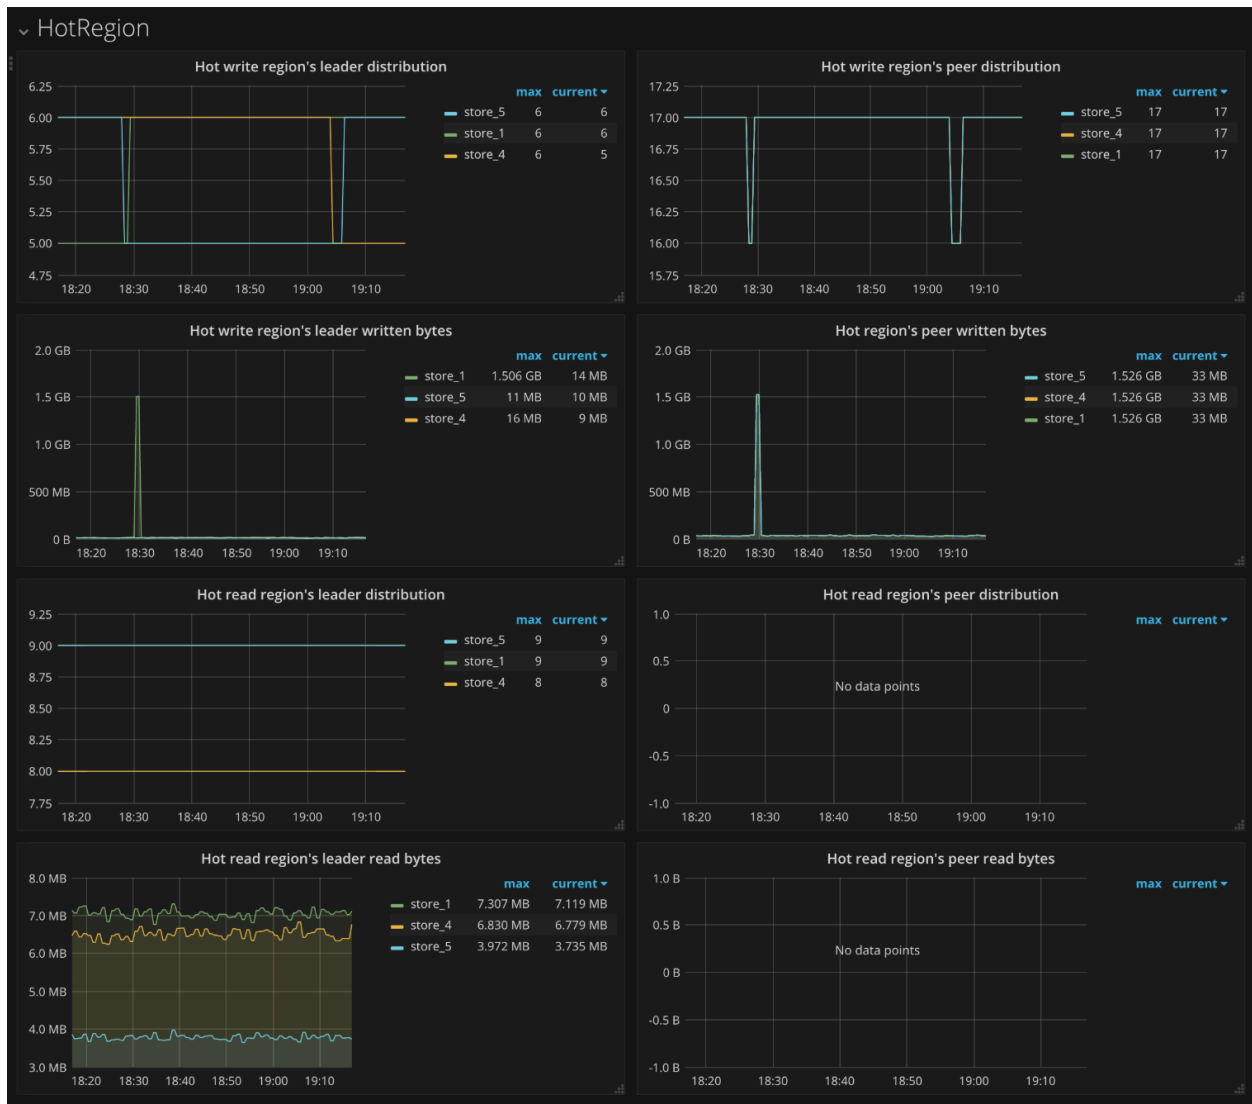 HotRegion
Hot write region's leader distribution
max current
6.25
6.00
5.75
5.50
5.25
5.00
4.75
18:20 18:30 18:40 18:50 19:00 19:10
store_5 6 6
store_1 6 6
store_4 6 5
Hot write region's peer distribution
max current
17.25
17.00
16.75
16.50
16.25
16.00
15.75
18:20 18:30 18:40 18:50 19:00 19:10
store_5 17 17
store_4 17 17
store_1 17 17
Hot write region's leader written bytes
max current
2.0 GB
1.5 GB
1.0 GB
500 MB
0 B
18:20 18:30 18:40 18:50 19:00 19:10
store_1 1.506 GB 14 MB
store_5 11 MB 10 MB
store_4 16 MB 9 MB
Hot region's peer written bytes
max current
2.0 GB
1.5 GB
1.0 GB
500 MB
0 B
18:20 18:30 18:40 18:50 19:00 19:10
store_5 1.526 GB 33 MB
store_4 1.526 GB 33 MB
store_1 1.526 GB 33 MB
Hot read region's leader distribution
max current
9.25
9.00
8.75
8.50
8.25
8.00
7.75
18:20 18:30 18:40 18:50 19:00 19:10
store_5 9 9
store_1 9 9
store_4 8 8
Hot read region's peer distribution
max current
1.0
0.5
0
-0.5
-1.0
No data points
18:20 18:30 18:40 18:50 19:00 19:10
Hot read region's leader read bytes
max current
8.0 MB
7.0 MB
6.0 MB
5.0 MB
4.0 MB
3.0 MB
18:20 18:30 18:40 18:50 19:00 19:10
store_1 7.307 MB 7.119 MB
store_4 6.830 MB 6.779 MB
store_5 3.972 MB 3.735 MB
Hot read region's peer read bytes
max current
1.0 B
0.5 B
0 B
-0.5 B
-1.0 B
No data points
18:20 18:30 18:40 18:50 19:00 19:10